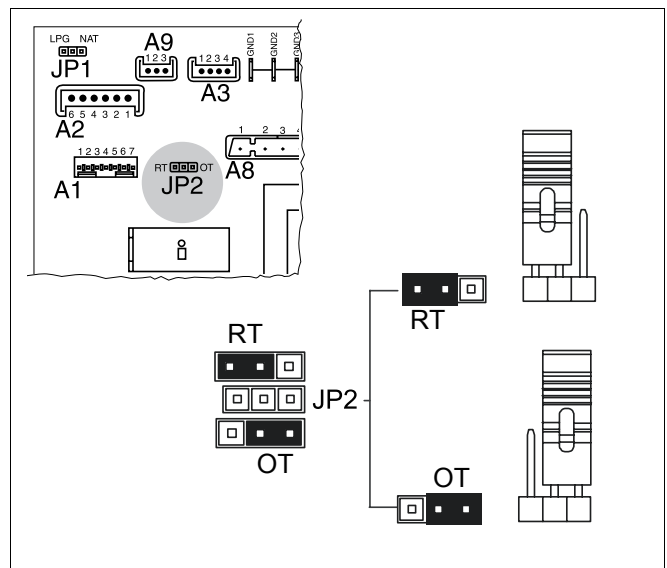 LPG NAT
JP1
A9
1 2 3
1 2 3 4
A3
GND1
GND2
GND3
6 5 4 3 2 1
A2
1 2 3 4 5 6 7
A1
RT OT
JP2
1 2 3
A8
i
RT
RT
JP2
OT
OT